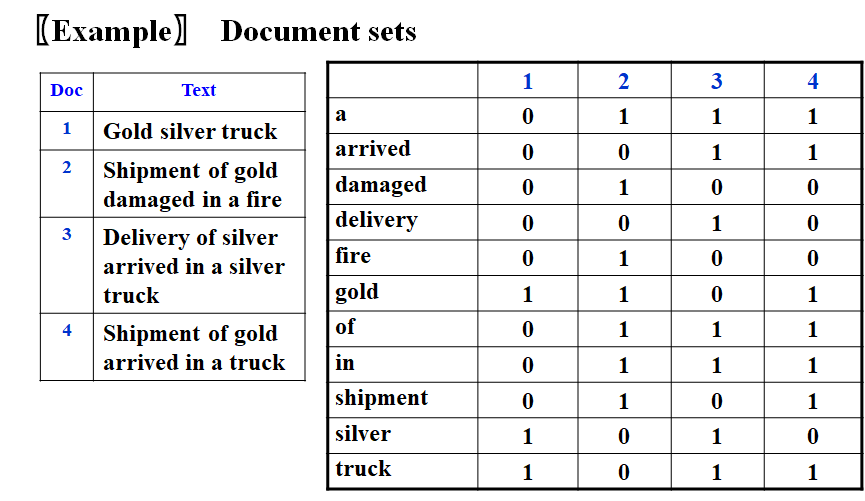 〖Example〗 Document sets
Doc Text
1 Gold silver truck
2 Shipment of gold
damaged in a fire
3 Delivery of silver
arrived in a silver
truck
4 Shipment of gold
arrived in a truck
1 2 3 4
a 0 1 1 1
arrived 0 0 1 1
damaged 0 1 0 0
delivery 0 0 1 0
fire 0 1 0 0
gold 1 1 0 1
of 0 1 1 1
in 0 1 1 1
shipment 0 1 0 1
silver 1 0 1 0
truck 1 0 1 1